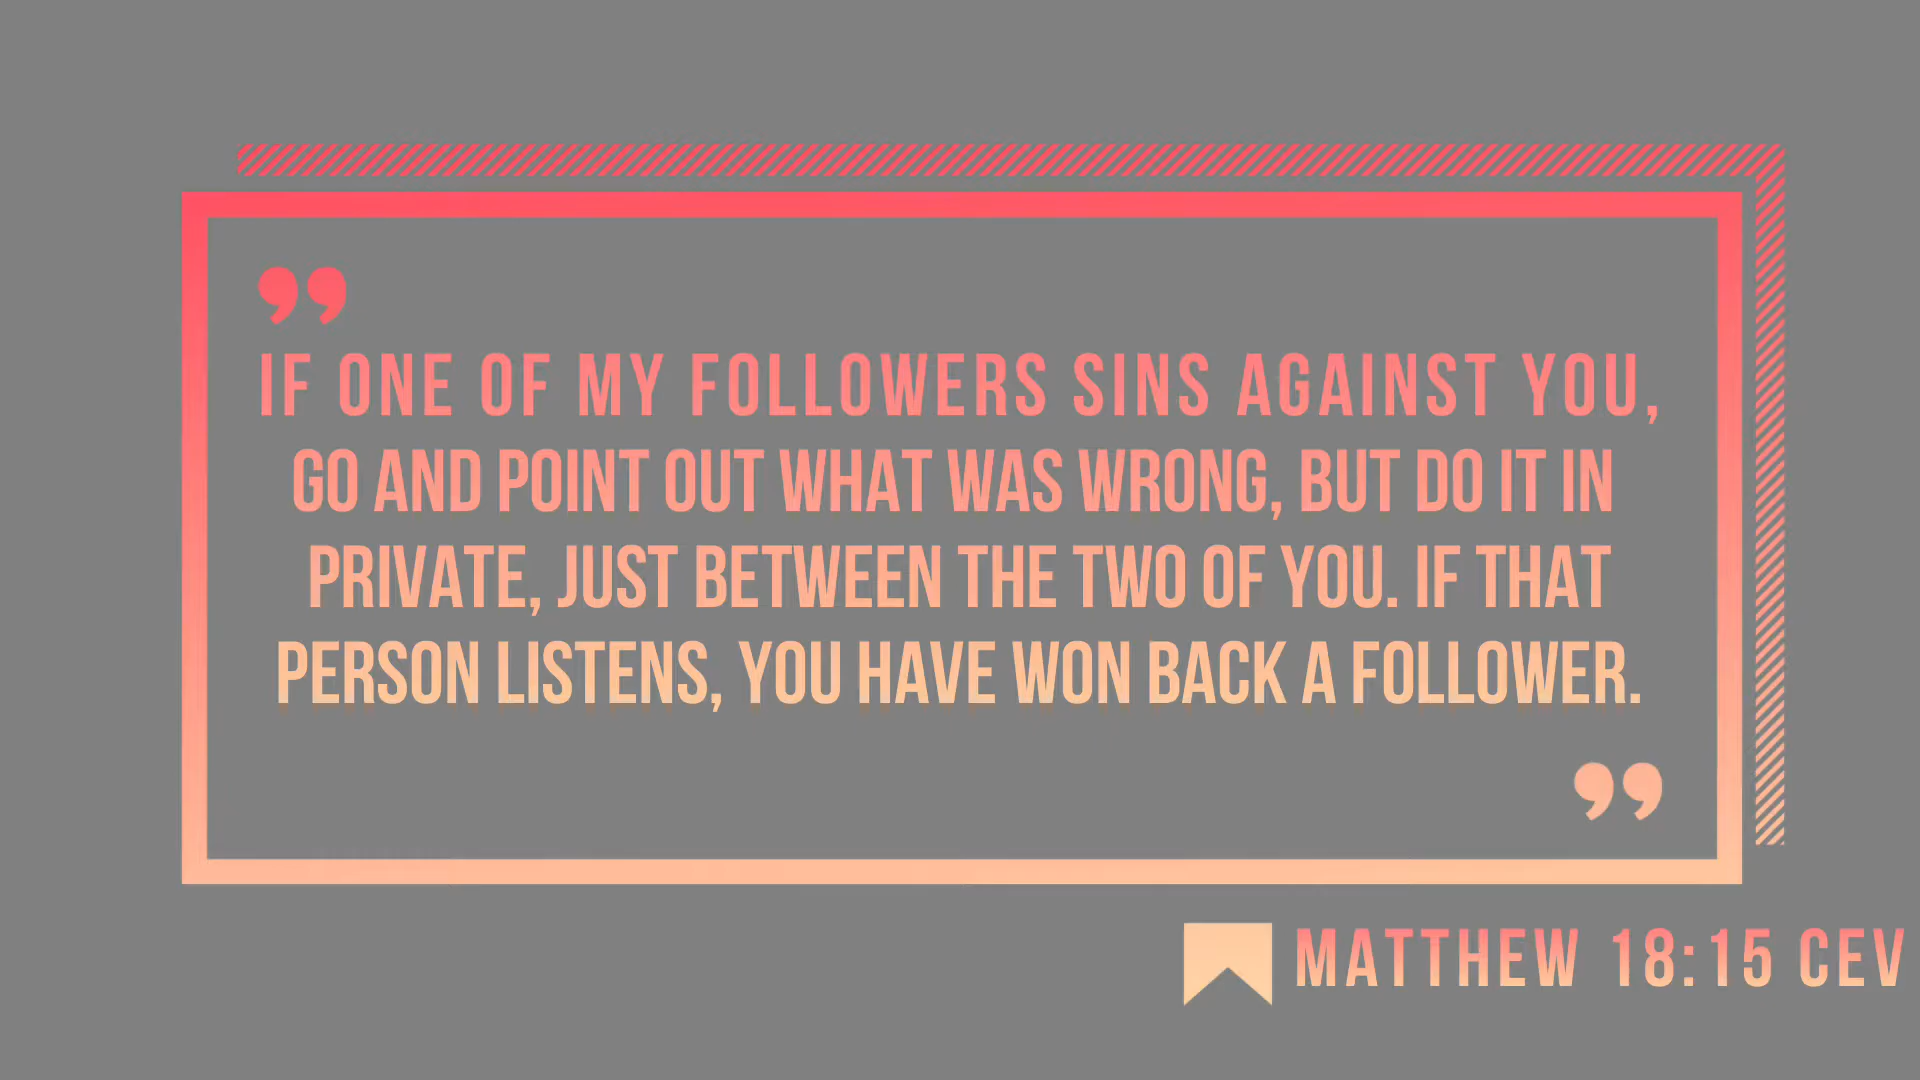 ”
IF ONE OF MY FOLLOWERS SINS AGAINST YOU,
GO AND POINT OUT WHAT WAS WRONG, BUT DO IT IN
PRIVATE, JUST BETWEEN THE TWO OF YOU. IF THAT
PERSON LISTENS, YOU HAVE WON BACK A FOLLOWER.
”
MATTHEW 18:15 CEV